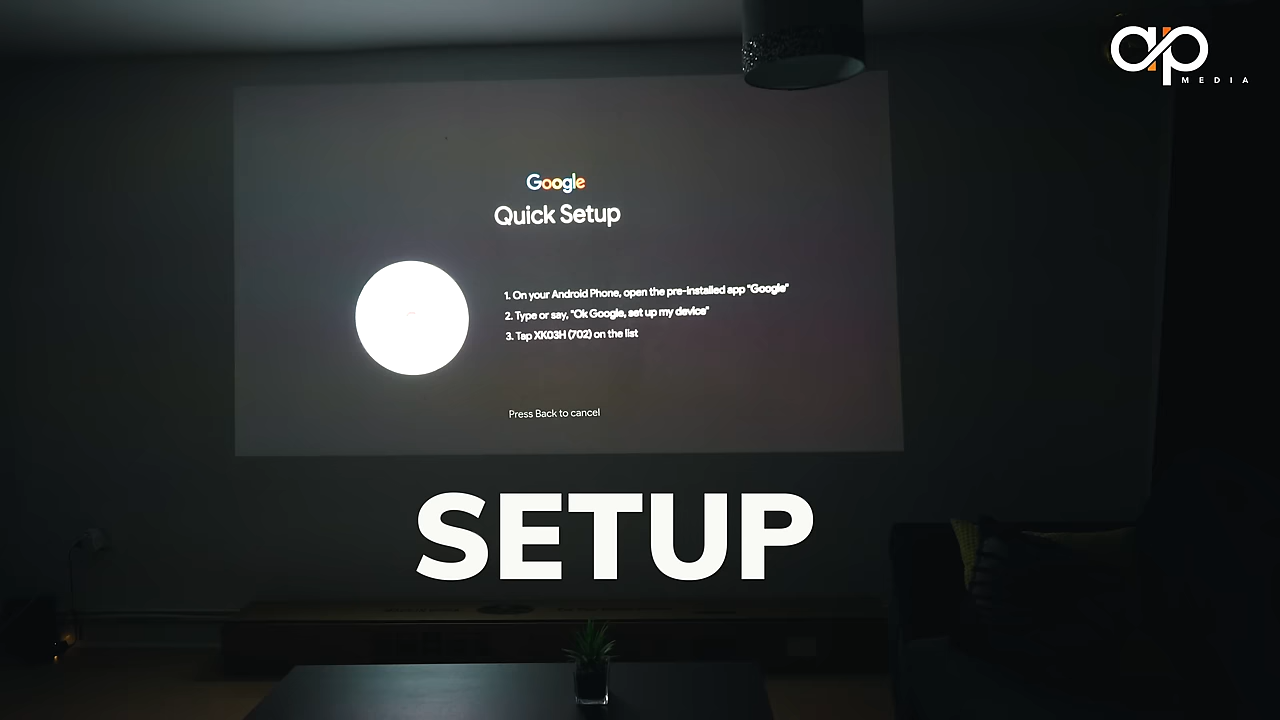 ap
MEDIA
Google
Quick Setup
1. On your Android Phone, open the pre-installed app "Google"
2. Type or say, "Ok Google, set up my device"
3. Tap XK03H (702) on the list
Press Back to cancel
SETUP